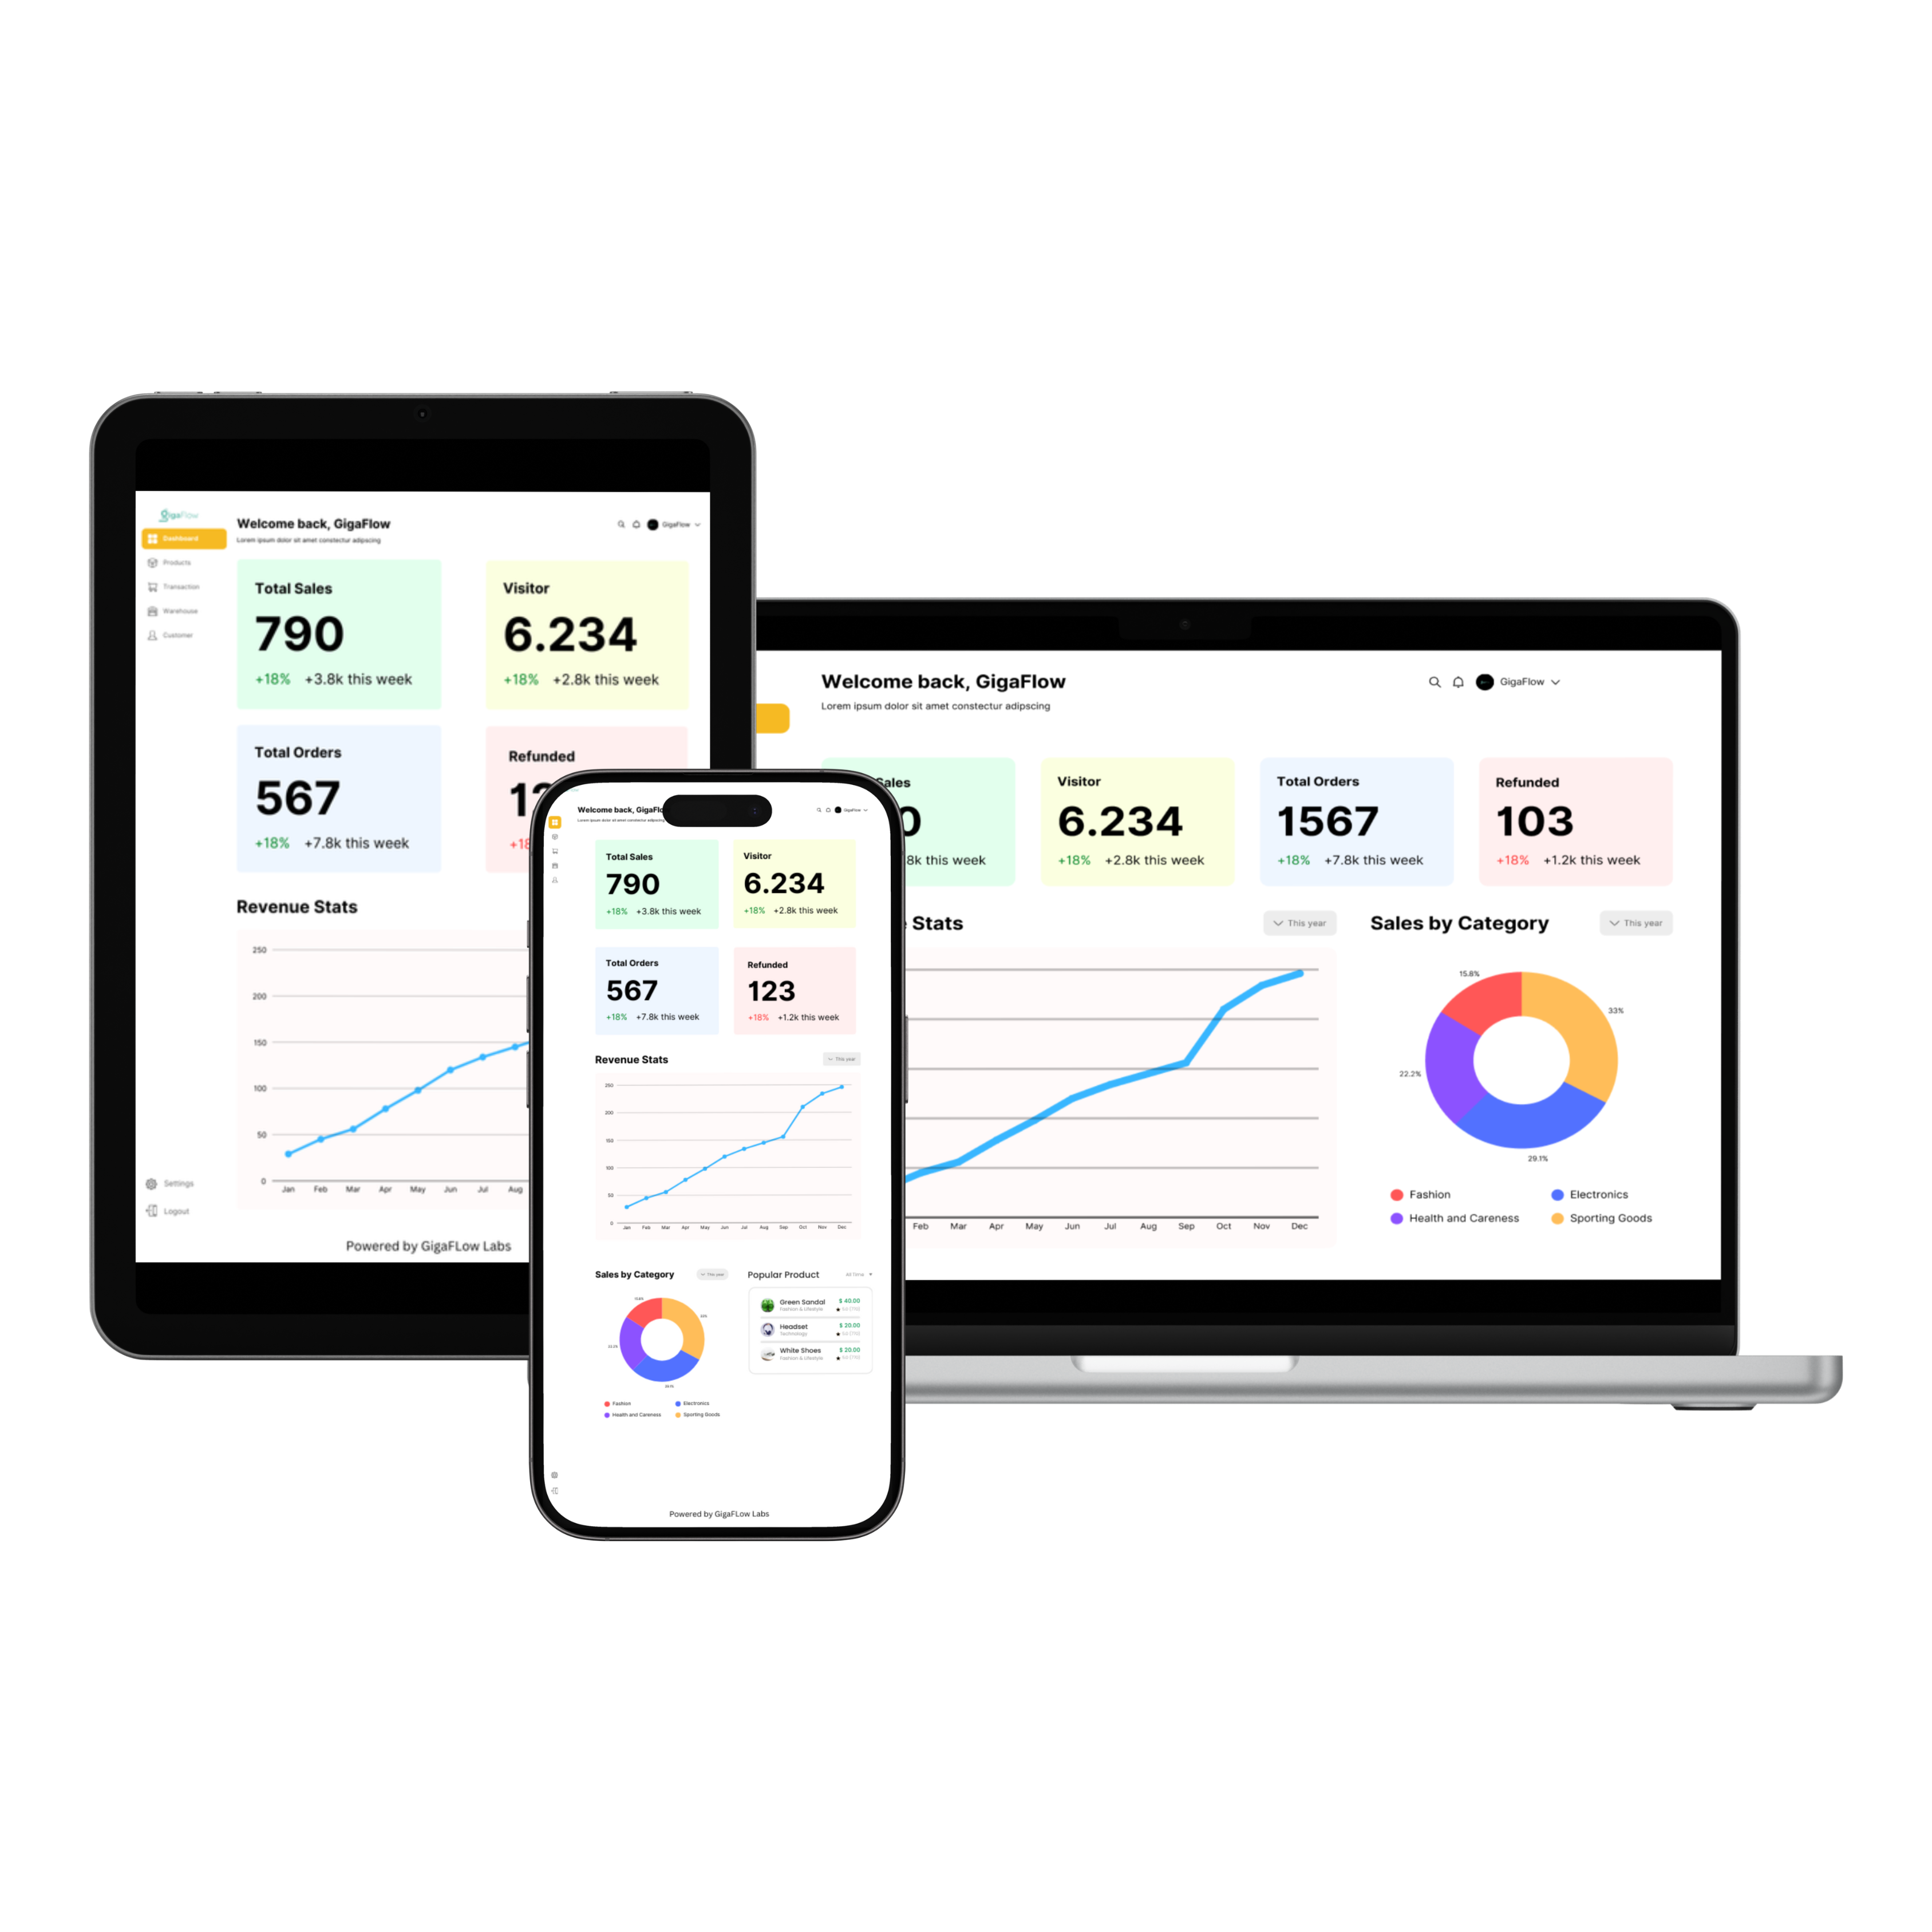 gigaFlow
Welcome back, GigaFlow
Lorem ipsum dolor sit amet constectur adipscing
GigaFlow
Dashboard
Products
Transaction
Warehouse
Customer
Total Sales
790
+18% +3.8k this week
Visitor
6.234
+18% +2.8k this week
Total Orders
567
+18% +7.8k this week
Refunded
Revenue Stats
250
200
150
100
50
0
Jan Feb Mar Apr May Jun Jul Aug
Settings
Logout
Powered by GigaFLow Labs
Welcome back, GigaFlo
Lorem ipsum dolor sit amet constectur adipscing
GigaFlow
Total Sales
790
+18% +3.8k this week
Visitor
6.234
+18% +2.8k this week
Total Orders
567
+18% +7.8k this week
Refunded
123
+18% +1.2k this week
Revenue Stats
This year
250
200
150
100
50
0
Jan Feb Mar Apr May Jun Jul Aug Sep Oct Nov Dec
Sales by Category
This year
Fashion
Electronics
Health and Careness
Sporting Goods
Popular Product
All Time
Green Sandal $ 40.00
Fashion & Lifestyle
Headset $ 20.00
Technology
White Shoes $ 20.00
Fashion & Lifestyle
Powered by GigaFLow Labs
Welcome back, GigaFlow
Lorem ipsum dolor sit amet constectur adipscing
GigaFlow
Sales
0
8k this week
Visitor
6.234
+18% +2.8k this week
Total Orders
1567
+18% +7.8k this week
Refunded
103
+18% +1.2k this week
Stats
This year
Feb Mar Apr May Jun Jul Aug Sep Oct Nov Dec
Sales by Category
This year
15.8%
33%
22.2%
29.1%
Fashion
Electronics
Health and Careness
Sporting Goods